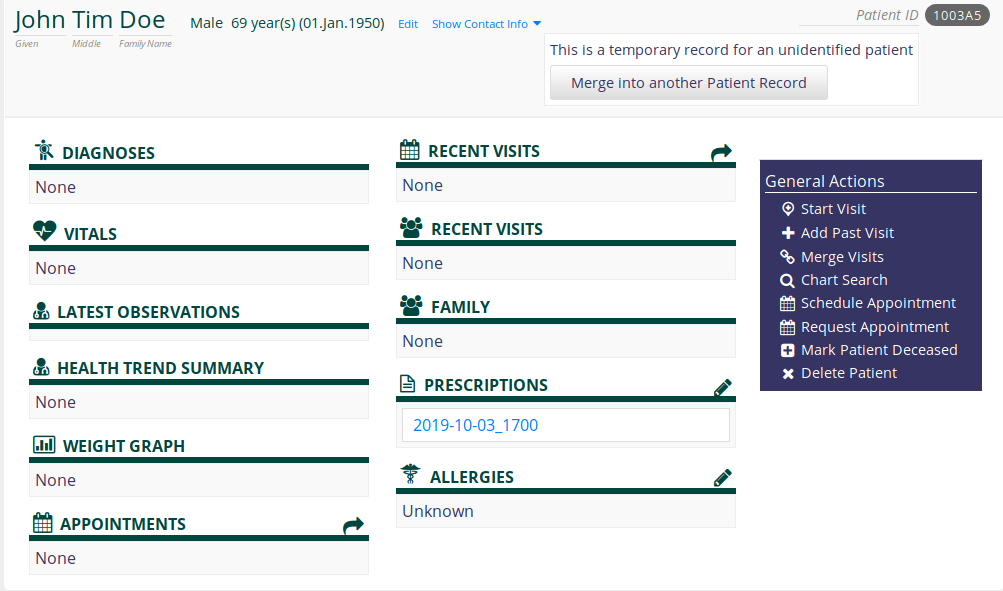 John Tim Doe
Given Middle Family Name
Male 69 year(s) (01.Jan.1950) Edit Show Contact Info
Patient ID 1003A5
This is a temporary record for an unidentified patient
Merge into another Patient Record
DIAGNOSES
None
VITALS
None
LATEST OBSERVATIONS
HEALTH TREND SUMMARY
None
WEIGHT GRAPH
None
APPOINTMENTS
None
RECENT VISITS
None
RECENT VISITS
None
FAMILY
None
PRESCRIPTIONS
2019-10-03_1700
ALLERGIES
Unknown
General Actions
Start Visit
Add Past Visit
Merge Visits
Chart Search
Schedule Appointment
Request Appointment
Mark Patient Deceased
Delete Patient